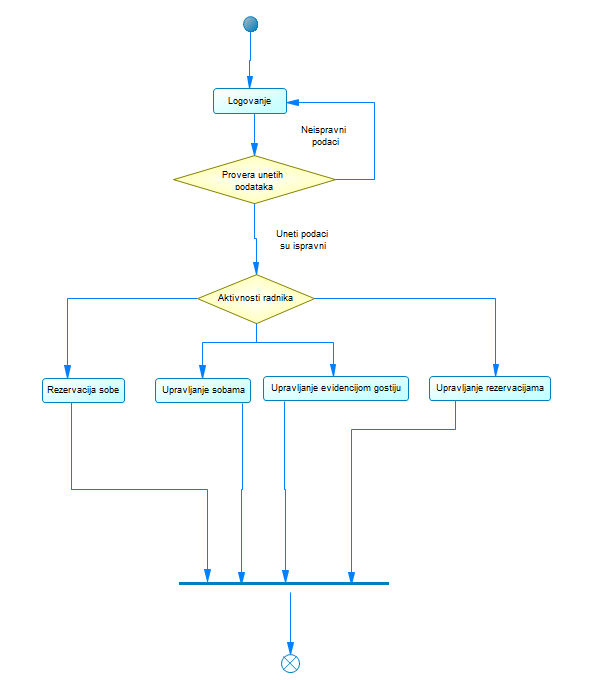 Logovanje
Neispravni
podaci
Provera unetih
podataka
Uneti podaci
su ispravni
Aktivnosti radnika
Rezervacija sobe
Upravljanje sobama
Upravljanje evidencijom gostiju
Upravljanje rezervacijama